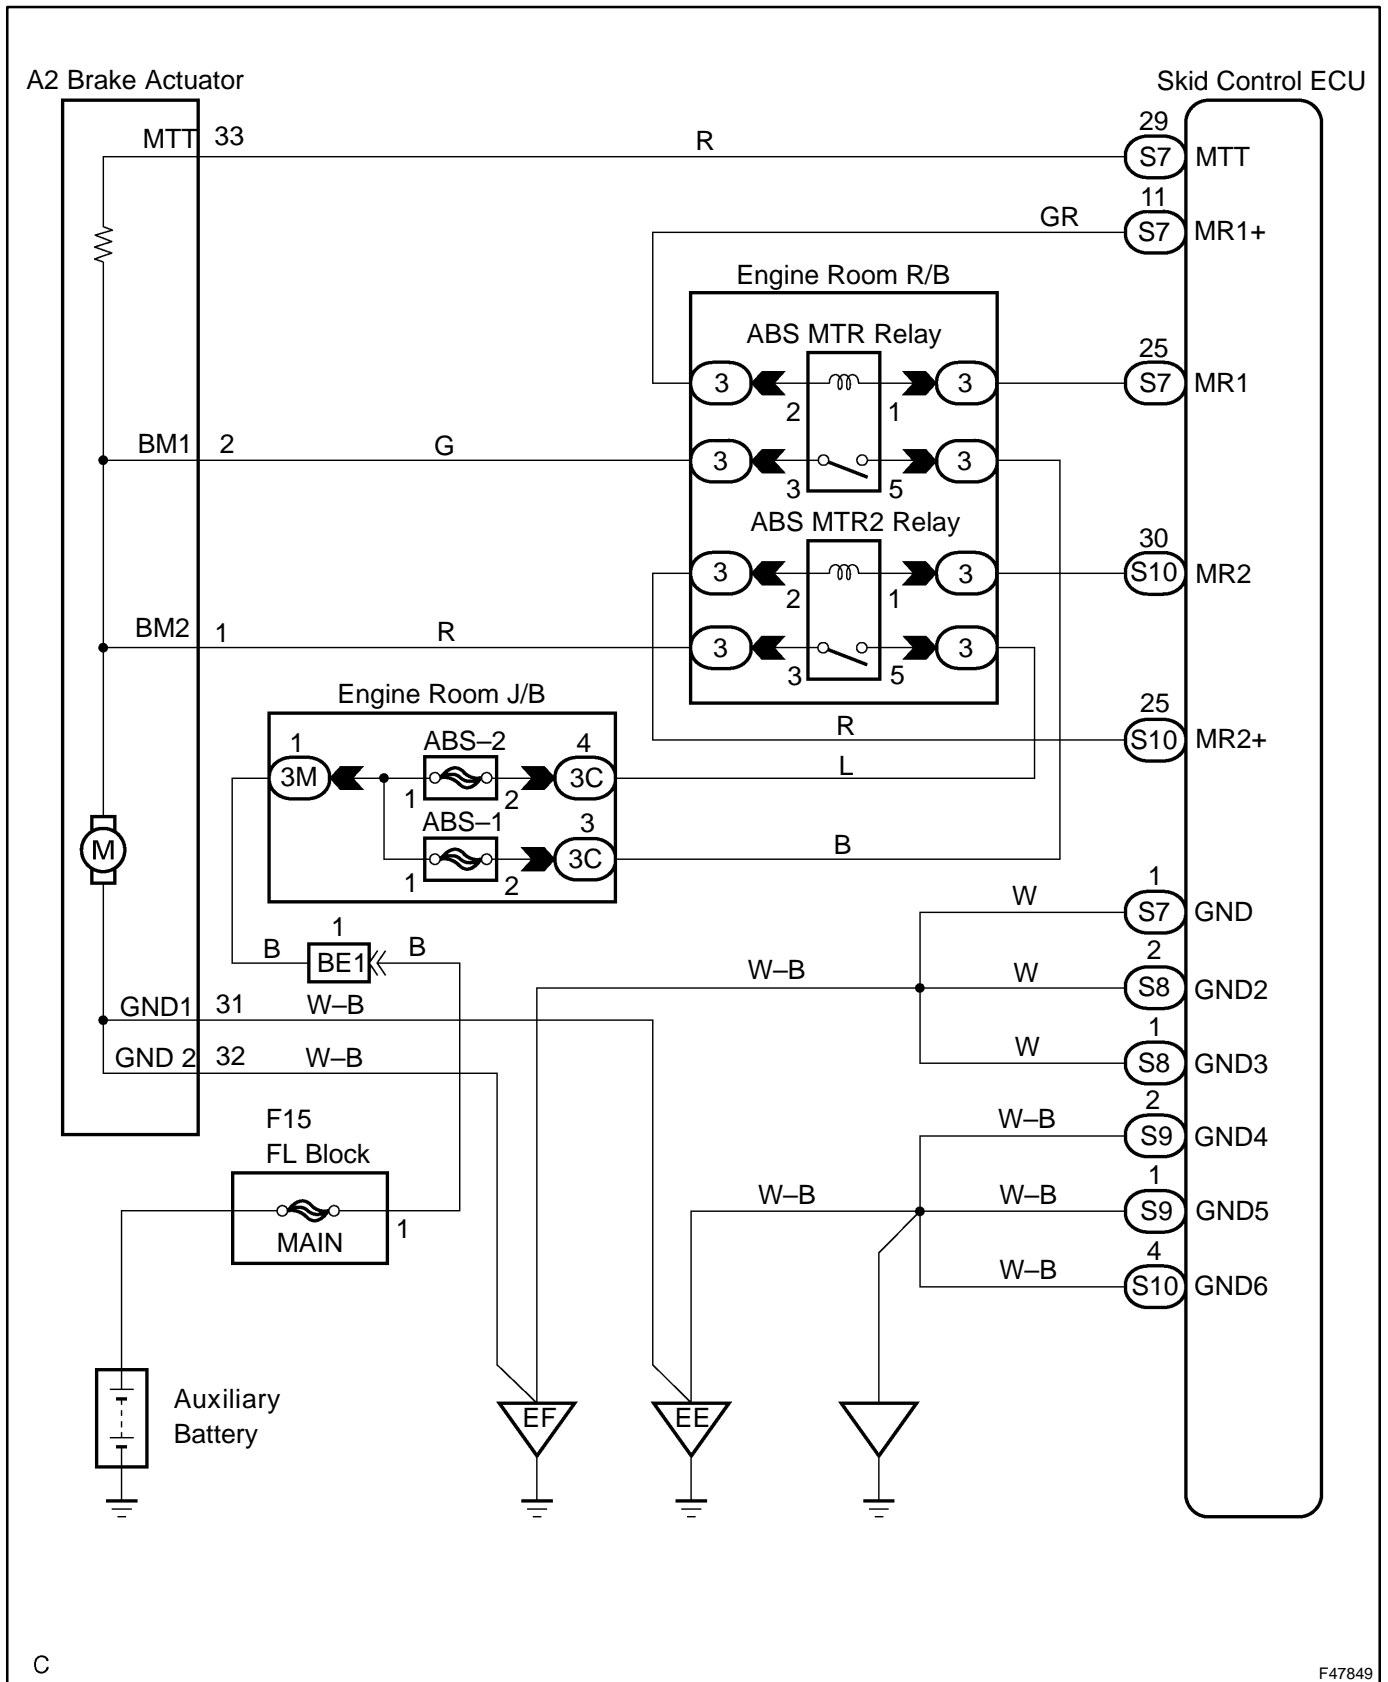 A2 Brake Actuator
Skid Control ECU
MTT 33
R
29
S7 MTT
11
GR
S7 MR1+
Engine Room R/B
ABS MTR Relay
25
3
3
S7 MR1
2
1
BM1 2
G
3
3
3
5
ABS MTR2 Relay
30
3
3
S10 MR2
2
1
BM2 1
R
3
3
3
5
Engine Room J/B
25
R
S10 MR2+
1
ABS–2
4
3M
3C
L
1
2
ABS–1
3
3C
B
1
2
1
W
S7 GND
1
B
BE1
B
2
W–B
W
S8 GND2
GND1 31
W–B
1
W
S8 GND3
GND 2 32
W–B
M
F15
FL Block
2
W–B
S9 GND4
1
W–B
W–B
S9 GND5
MAIN
1
4
W–B
S10 GND6
Auxiliary
Battery
EF
EE
C
F47849